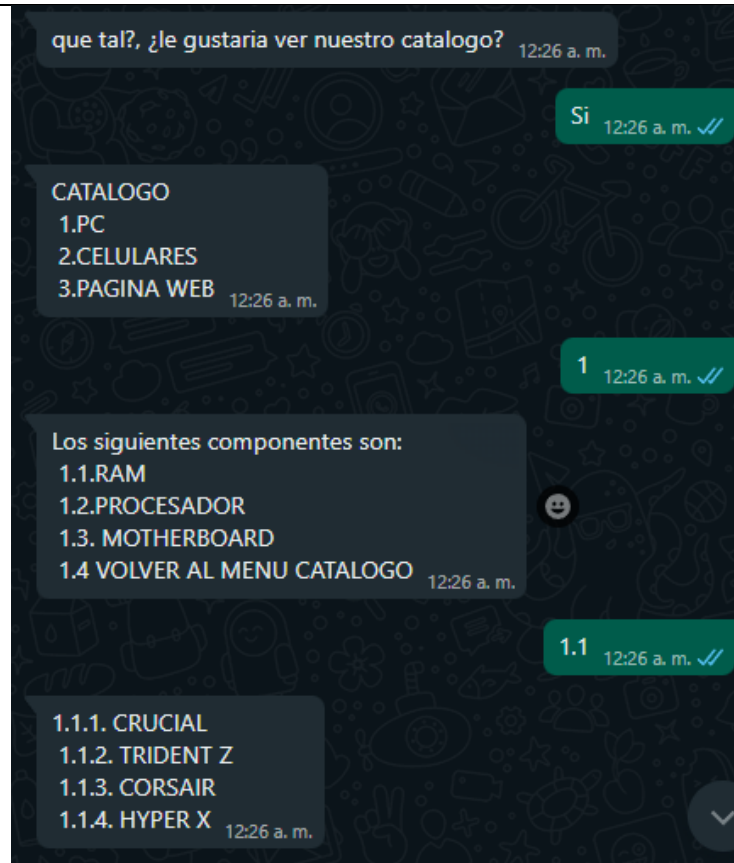 que tal?, ¿le gustaria ver nuestro catalogo? 12:26 a. m.
Si 12:26 a. m.
CATALOGO
1.PC
2.CELULARES
3.PAGINA WEB 12:26 a. m.
1 12:26 a. m.
Los siguientes componentes son:
1.1.RAM
1.2.PROCESADOR
1.3. MOTHERBOARD
1.4 VOLVER AL MENU CATALOGO 12:26 a. m.
1.1 12:26 a. m.
1.1.1. CRUCIAL
1.1.2. TRIDENT Z
1.1.3. CORSAIR
1.1.4. HYPER X 12:26 a. m.